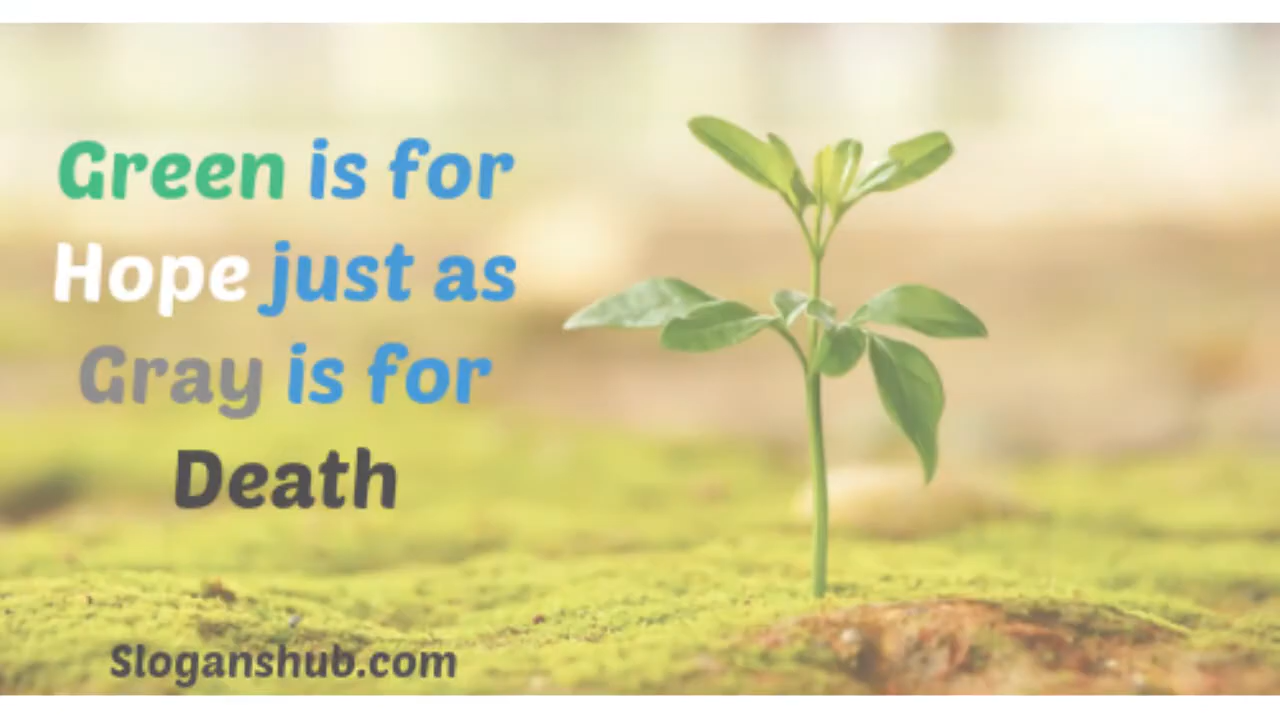 Green is for
Hope just as
Gray is for
Death
Sloganshub.com